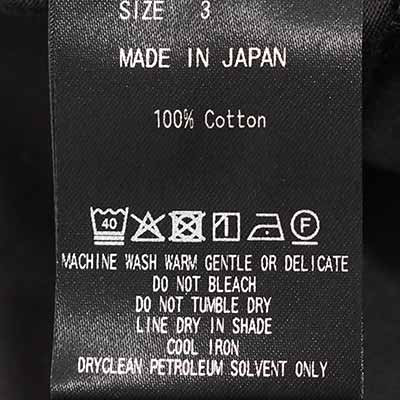 SIZE 3
MADE IN JAPAN
100% Cotton
40 F
MACHINE WASH WARM GENTLE OR DELICATE
DO NOT BLEACH
DO NOT TUMBLE DRY
LINE DRY IN SHADE
COOL IRON
DRYCLEAN PETROLEUM SOLVENT ONLY